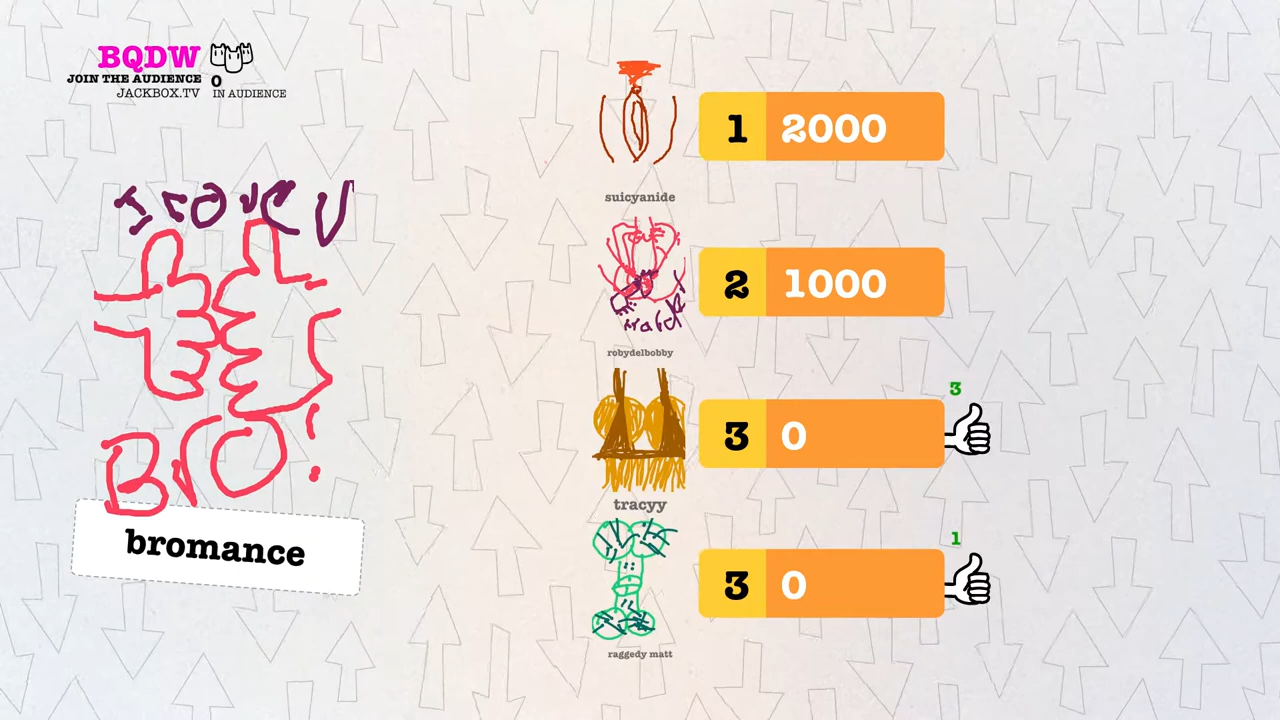 BQDW
JOIN THE AUDIENCE
JACKBOX.TV
0
IN AUDIENCE
I LOVE U
BrO!
bromance
1 2000
suicyanide
2 1000
robydelbobby
3
3 0
tracyy
1
3 0
raggedy matt